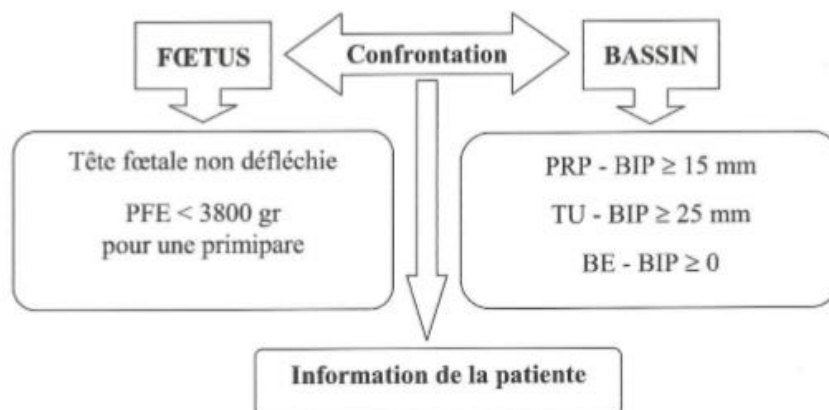 FŒTUS
Confrontation
BASSIN
Tête fœtale non défléchie
PFE < 3800 gr
pour une primipare
PRP - BIP ≥ 15 mm
TU - BIP ≥ 25 mm
BE - BIP ≥ 0
Information de la patiente